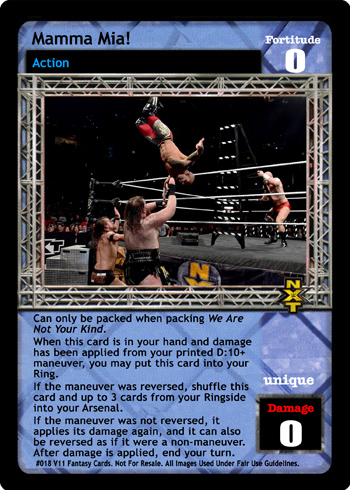 Mamma Mia!
Fortitude
0
Action
NXT
Can only be packed when packing We Are
Not Your Kind.
When this card is in your hand and damage
has been applied from your printed D:10+
maneuver, you may put this card into your
Ring.
If the maneuver was reversed, shuffle this
card and up to 3 cards from your Ringside
into your Arsenal.
If the maneuver was not reversed, it
applies its damage again, and it can also
be reversed as if it were a non-maneuver.
After damage is applied, end your turn.
unique
Damage
0
#018 V11 Fantasy Cards. Not For Resale. All Images Used Under Fair Use Guidelines.